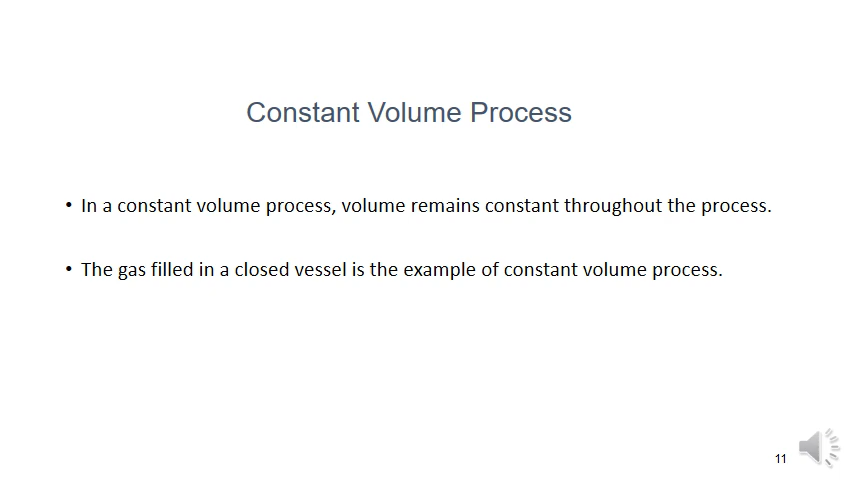 Constant Volume Process
• In a constant volume process, volume remains constant throughout the process.
• The gas filled in a closed vessel is the example of constant volume process.
11